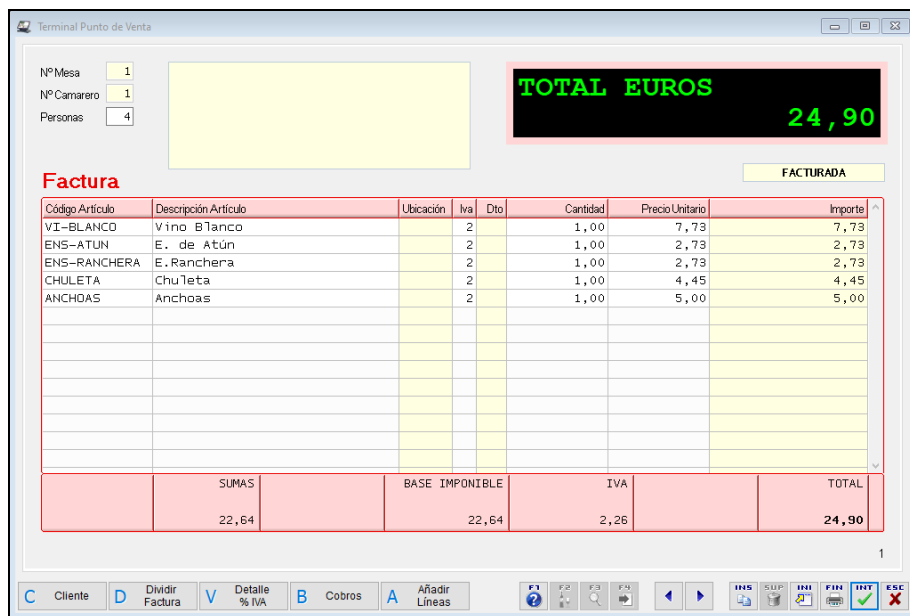 Terminal Punto de Venta
Nº Mesa 1
Nº Camarero 1
Personas 4
TOTAL EUROS
24,90
FACTURADA
Factura
Código Artículo Descripción Artículo Ubicación Iva Dto Cantidad Precio Unitario Importe
VI-BLANCO Vino Blanco 2 1,00 7,73 7,73
ENS-ATUN E. de Atún 2 1,00 2,73 2,73
ENS-RANCHERA E.Ranchera 2 1,00 2,73 2,73
CHULETA Chuleta 2 1,00 4,45 4,45
ANCHOAS Anchoas 2 1,00 5,00 5,00
SUMAS BASE IMPONIBLE IVA TOTAL
22,64 22,64 2,26 24,90
1
C Cliente D Dividir Factura V Detalle % IVA B Cobros A Añadir Líneas F1 F2 F3 F4 INS SUP INI FIN INT ESC